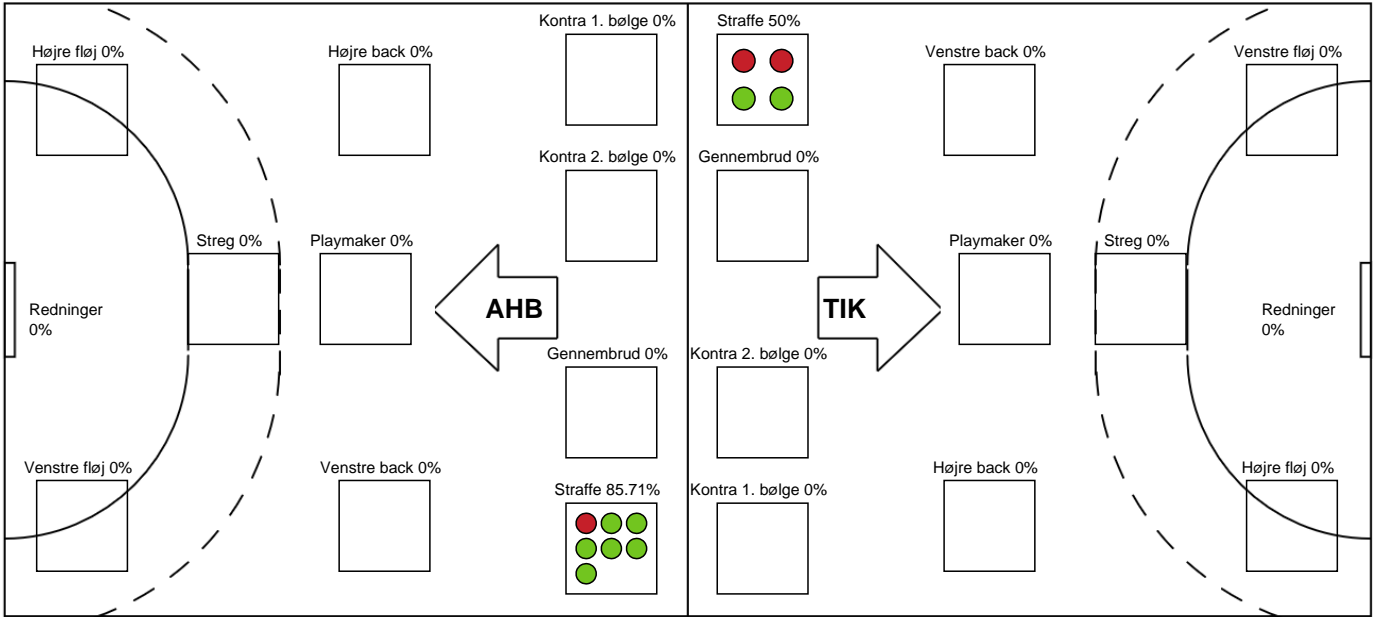 Kontra 1. bølge 0%
Straffe 50%
Højre fløj 0%
Højre back 0%
Venstre back 0%
Venstre fløj 0%
Kontra 2. bølge 0%
Gennembrud 0%
Streg 0%
Playmaker 0%
Playmaker 0%
Streg 0%
Redninger
0%
AHB
TIK
Redninger
0%
Gennembrud 0%
Kontra 2. bølge 0%
Venstre fløj 0%
Venstre back 0%
Højre back 0%
Højre fløj 0%
Straffe 85.71%
Kontra 1. bølge 0%